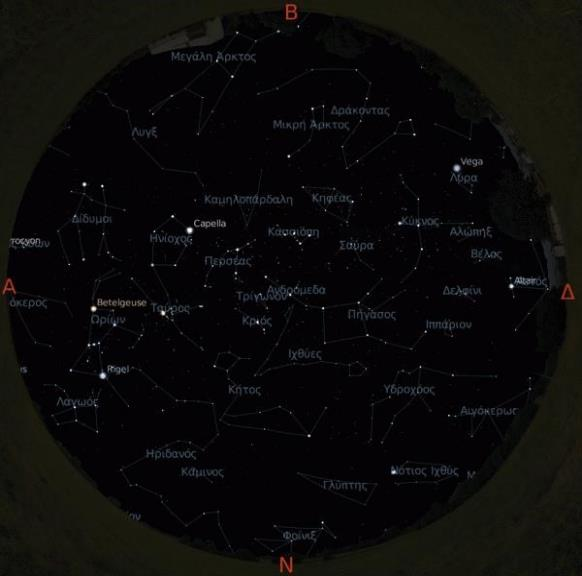 Β
Μεγάλη Άρκτος
Δράκοντας
Μικρή Άρκτος
Λυγξ
Vega
Λύρα
Καμηλοπάρδαλη
Κηφέας
Δίδυμοι
Capella
Κύκνος
Ηνίοχος
Κασσιόπη
Αλώπηξ
Σαύρα
Βέλος
Περσέας
Α
Altair
Δ
Ανδρομέδα
Τρίγωνον
Δελφίνι
Betelgeuse
Ταύρος
Ωρίων
Κριός
Πήγασος
Ιππάριον
Ιχθύες
Rigel
Κήτος
Υδροχόος
Λαγωός
Αιγόκερως
Ηριδανός
Κάμινος
Νότιος Ιχθύς
Γλύπτης
Φοίνιξ
Ν